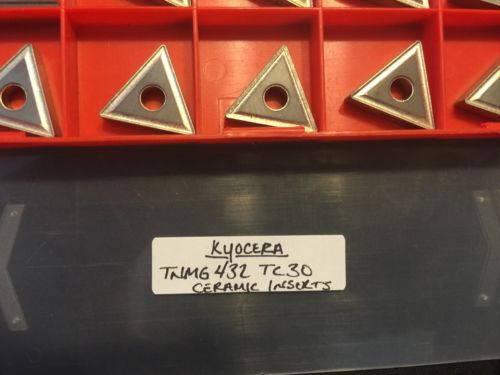 KYOCERA
TNMG 432 TC30
CERAMIC INSERTS